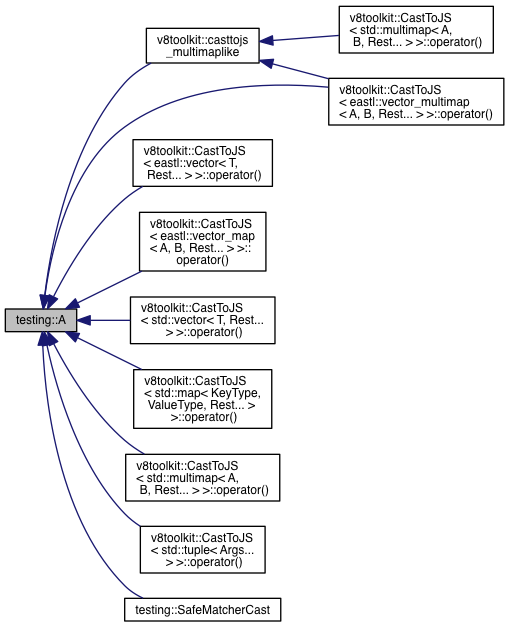 v8toolkit::casttojs
_multimaplike
v8toolkit::CastToJS
< std::multimap< A,
B, Rest... > >::operator()
v8toolkit::CastToJS
< eastl::vector_multimap
< A, B, Rest... > >::operator()
v8toolkit::CastToJS
< eastl::vector< T,
Rest... > >::operator()
v8toolkit::CastToJS
< eastl::vector_map
< A, B, Rest... > >::
operator()
testing::A
v8toolkit::CastToJS
< std::vector< T, Rest...
> >::operator()
v8toolkit::CastToJS
< std::map< KeyType,
ValueType, Rest... >
>::operator()
v8toolkit::CastToJS
< std::multimap< A,
B, Rest... > >::operator()
v8toolkit::CastToJS
< std::tuple< Args...
> >::operator()
testing::SafeMatcherCast